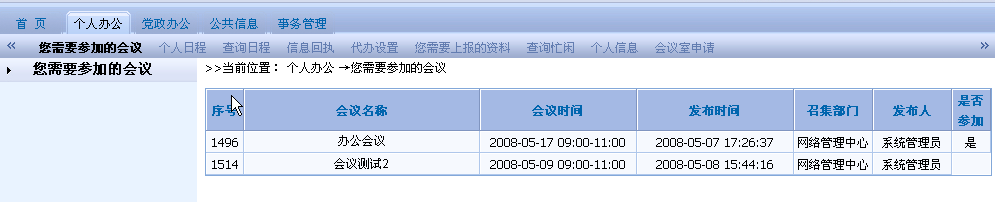 首 页 个人办公 党政办公 公共信息 事务管理
« 您需要参加的会议 个人日程 查询日程 信息回执 代办设置 您需要上报的资料 查询忙闲 个人信息 会议室申请 »
您需要参加的会议 >>当前位置： 个人办公 →您需要参加的会议
序号 会议名称 会议时间 发布时间 召集部门 发布人 是否参加
1496 办公会议 2008-05-17 09:00-11:00 2008-05-07 17:26:37 网络管理中心 系统管理员 是
1514 会议测试2 2008-05-09 09:00-11:00 2008-05-08 15:44:16 网络管理中心 系统管理员